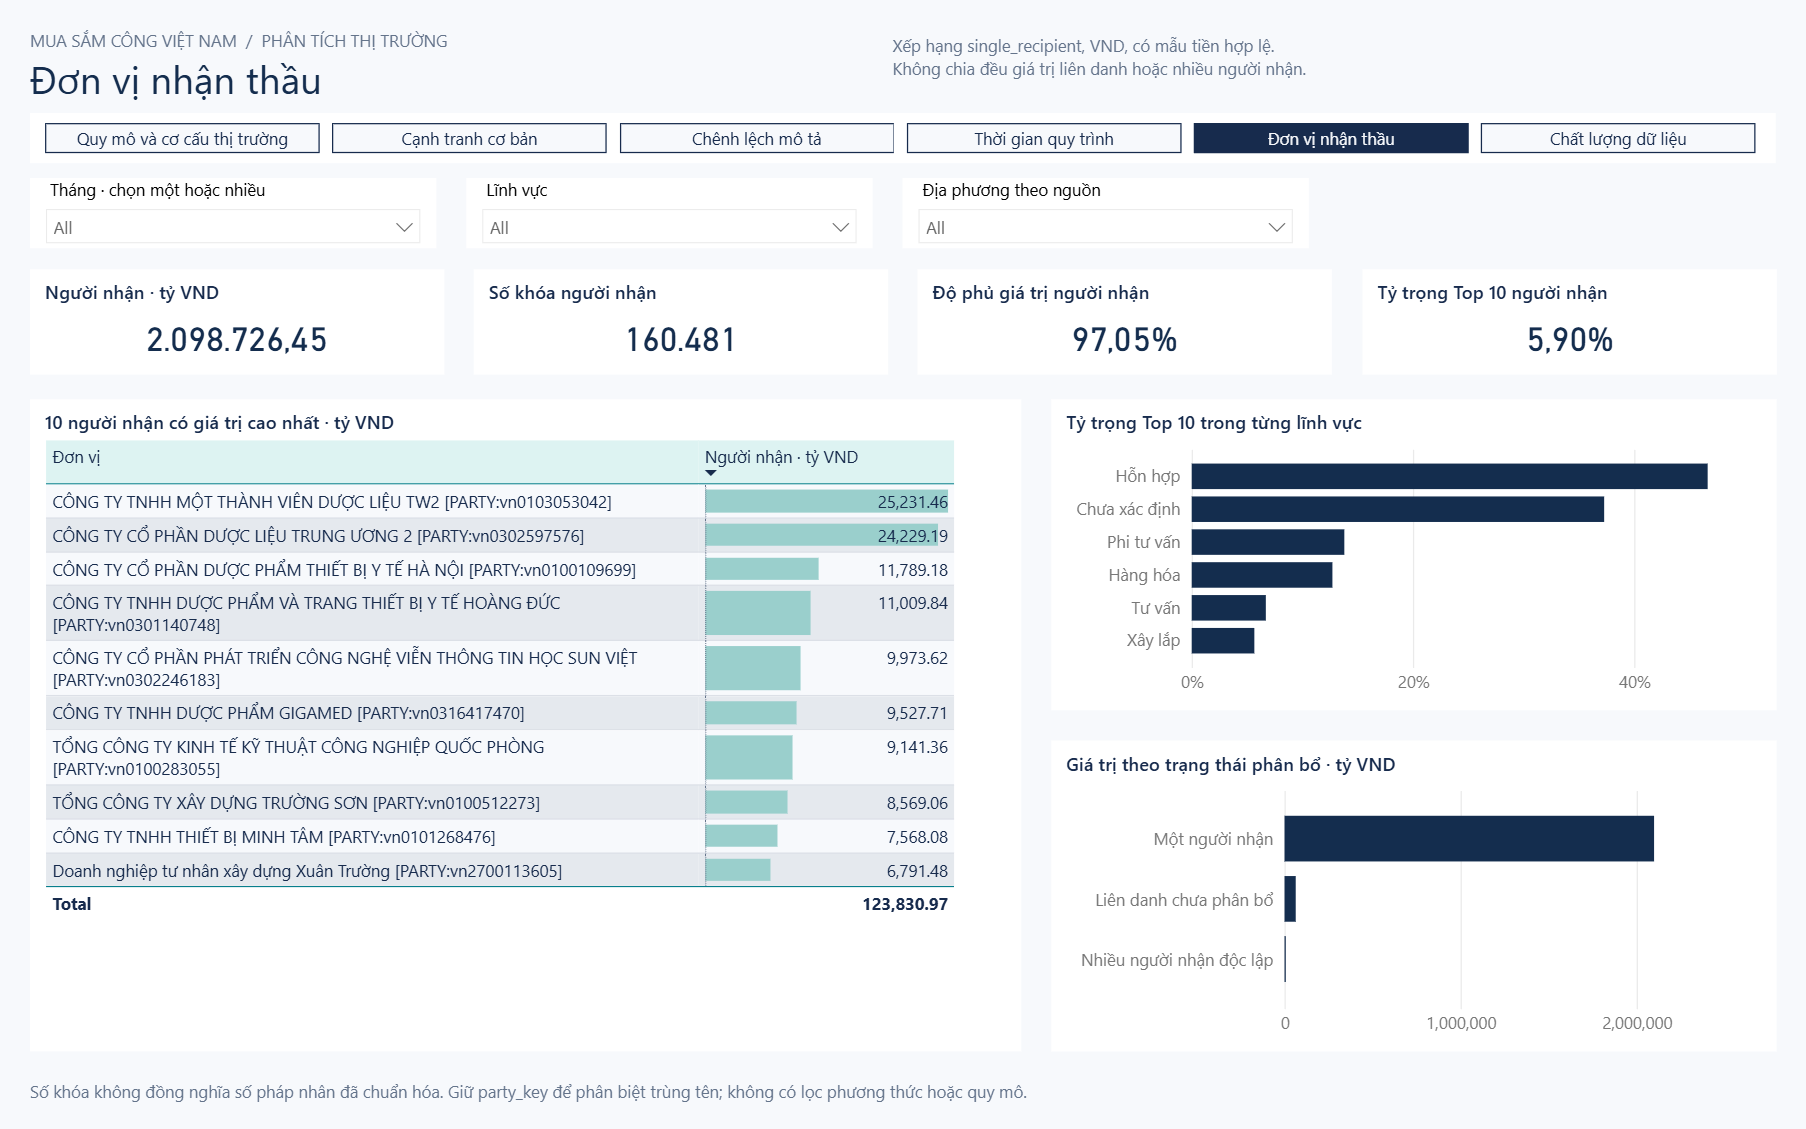 MUA SẮM CÔNG VIỆT NAM / PHÂN TÍCH THỊ TRƯỜNG
Đơn vị nhận thầu
Xếp hạng single_recipient, VND, có mẫu tiền hợp lệ.
Không chia đều giá trị liên danh hoặc nhiều người nhận.
Quy mô và cơ cấu thị trường
Cạnh tranh cơ bản
Chênh lệch mô tả
Thời gian quy trình
Đơn vị nhận thầu
Chất lượng dữ liệu
Tháng · chọn một hoặc nhiều
All
Lĩnh vực
All
Địa phương theo nguồn
All
Người nhận · tỷ VND
2.098.726,45
Số khóa người nhận
160.481
Độ phủ giá trị người nhận
97,05%
Tỷ trọng Top 10 người nhận
5,90%
10 người nhận có giá trị cao nhất · tỷ VND
Đơn vị Người nhận · tỷ VND
CÔNG TY TNHH MỘT THÀNH VIÊN DƯỢC LIỆU TW2 [PARTY:vn0103053042] 25,231.46
CÔNG TY CỔ PHẦN DƯỢC LIỆU TRUNG ƯƠNG 2 [PARTY:vn0302597576] 24,229.19
CÔNG TY CỔ PHẦN DƯỢC PHẨM THIẾT BỊ Y TẾ HÀ NỘI [PARTY:vn0100109699] 11,789.18
CÔNG TY TNHH DƯỢC PHẨM VÀ TRANG THIẾT BỊ Y TẾ HOÀNG ĐỨC 11,009.84
[PARTY:vn0301140748]
CÔNG TY CỔ PHẦN PHÁT TRIỂN CÔNG NGHỆ VIỄN THÔNG TIN HỌC SUN VIỆT 9,973.62
[PARTY:vn0302246183]
CÔNG TY TNHH DƯỢC PHẨM GIGAMED [PARTY:vn0316417470] 9,527.71
TỔNG CÔNG TY KINH TẾ KỸ THUẬT CÔNG NGHIỆP QUỐC PHÒNG 9,141.36
[PARTY:vn0100283055]
TỔNG CÔNG TY XÂY DỰNG TRƯỜNG SƠN [PARTY:vn0100512273] 8,569.06
CÔNG TY TNHH THIẾT BỊ MINH TÂM [PARTY:vn0101268476] 7,568.08
Doanh nghiệp tư nhân xây dựng Xuân Trường [PARTY:vn2700113605] 6,791.48
Total 123,830.97
Tỷ trọng Top 10 trong từng lĩnh vực
Hỗn hợp
Chưa xác định
Phi tư vấn
Hàng hóa
Tư vấn
Xây lắp
0% 20% 40%
Giá trị theo trạng thái phân bổ · tỷ VND
Một người nhận
Liên danh chưa phân bổ
Nhiều người nhận độc lập
0 1,000,000 2,000,000
Số khóa không đồng nghĩa số pháp nhân đã chuẩn hóa. Giữ party_key để phân biệt trùng tên; không có lọc phương thức hoặc quy mô.